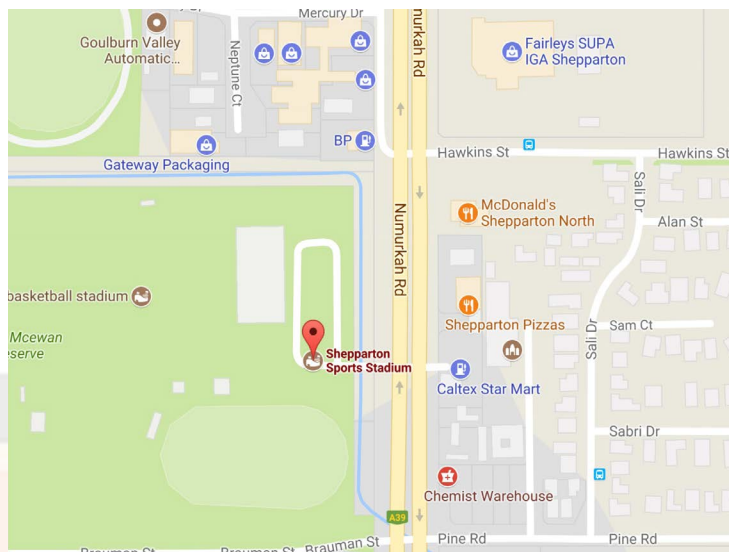 Mercury Dr
Goulburn Valley
Automatic...
Neptune Ct
Numurkah Rd
Fairleys SUPA
IGA Shepparton
BP
Gateway Packaging
Hawkins St
Hawkins St
Sali Dr
McDonald's
Shepparton North
Alan St
Numurkah Rd
basketball stadium
Shepparton Pizzas
Sam Ct
Sali Dr
Mcewan
eserve
Shepparton
Sports Stadium
Caltex Star Mart
Sabri Dr
Chemist Warehouse
A39
Brauman St
Brauman St
Brauman St
Pine Rd
Pine Rd